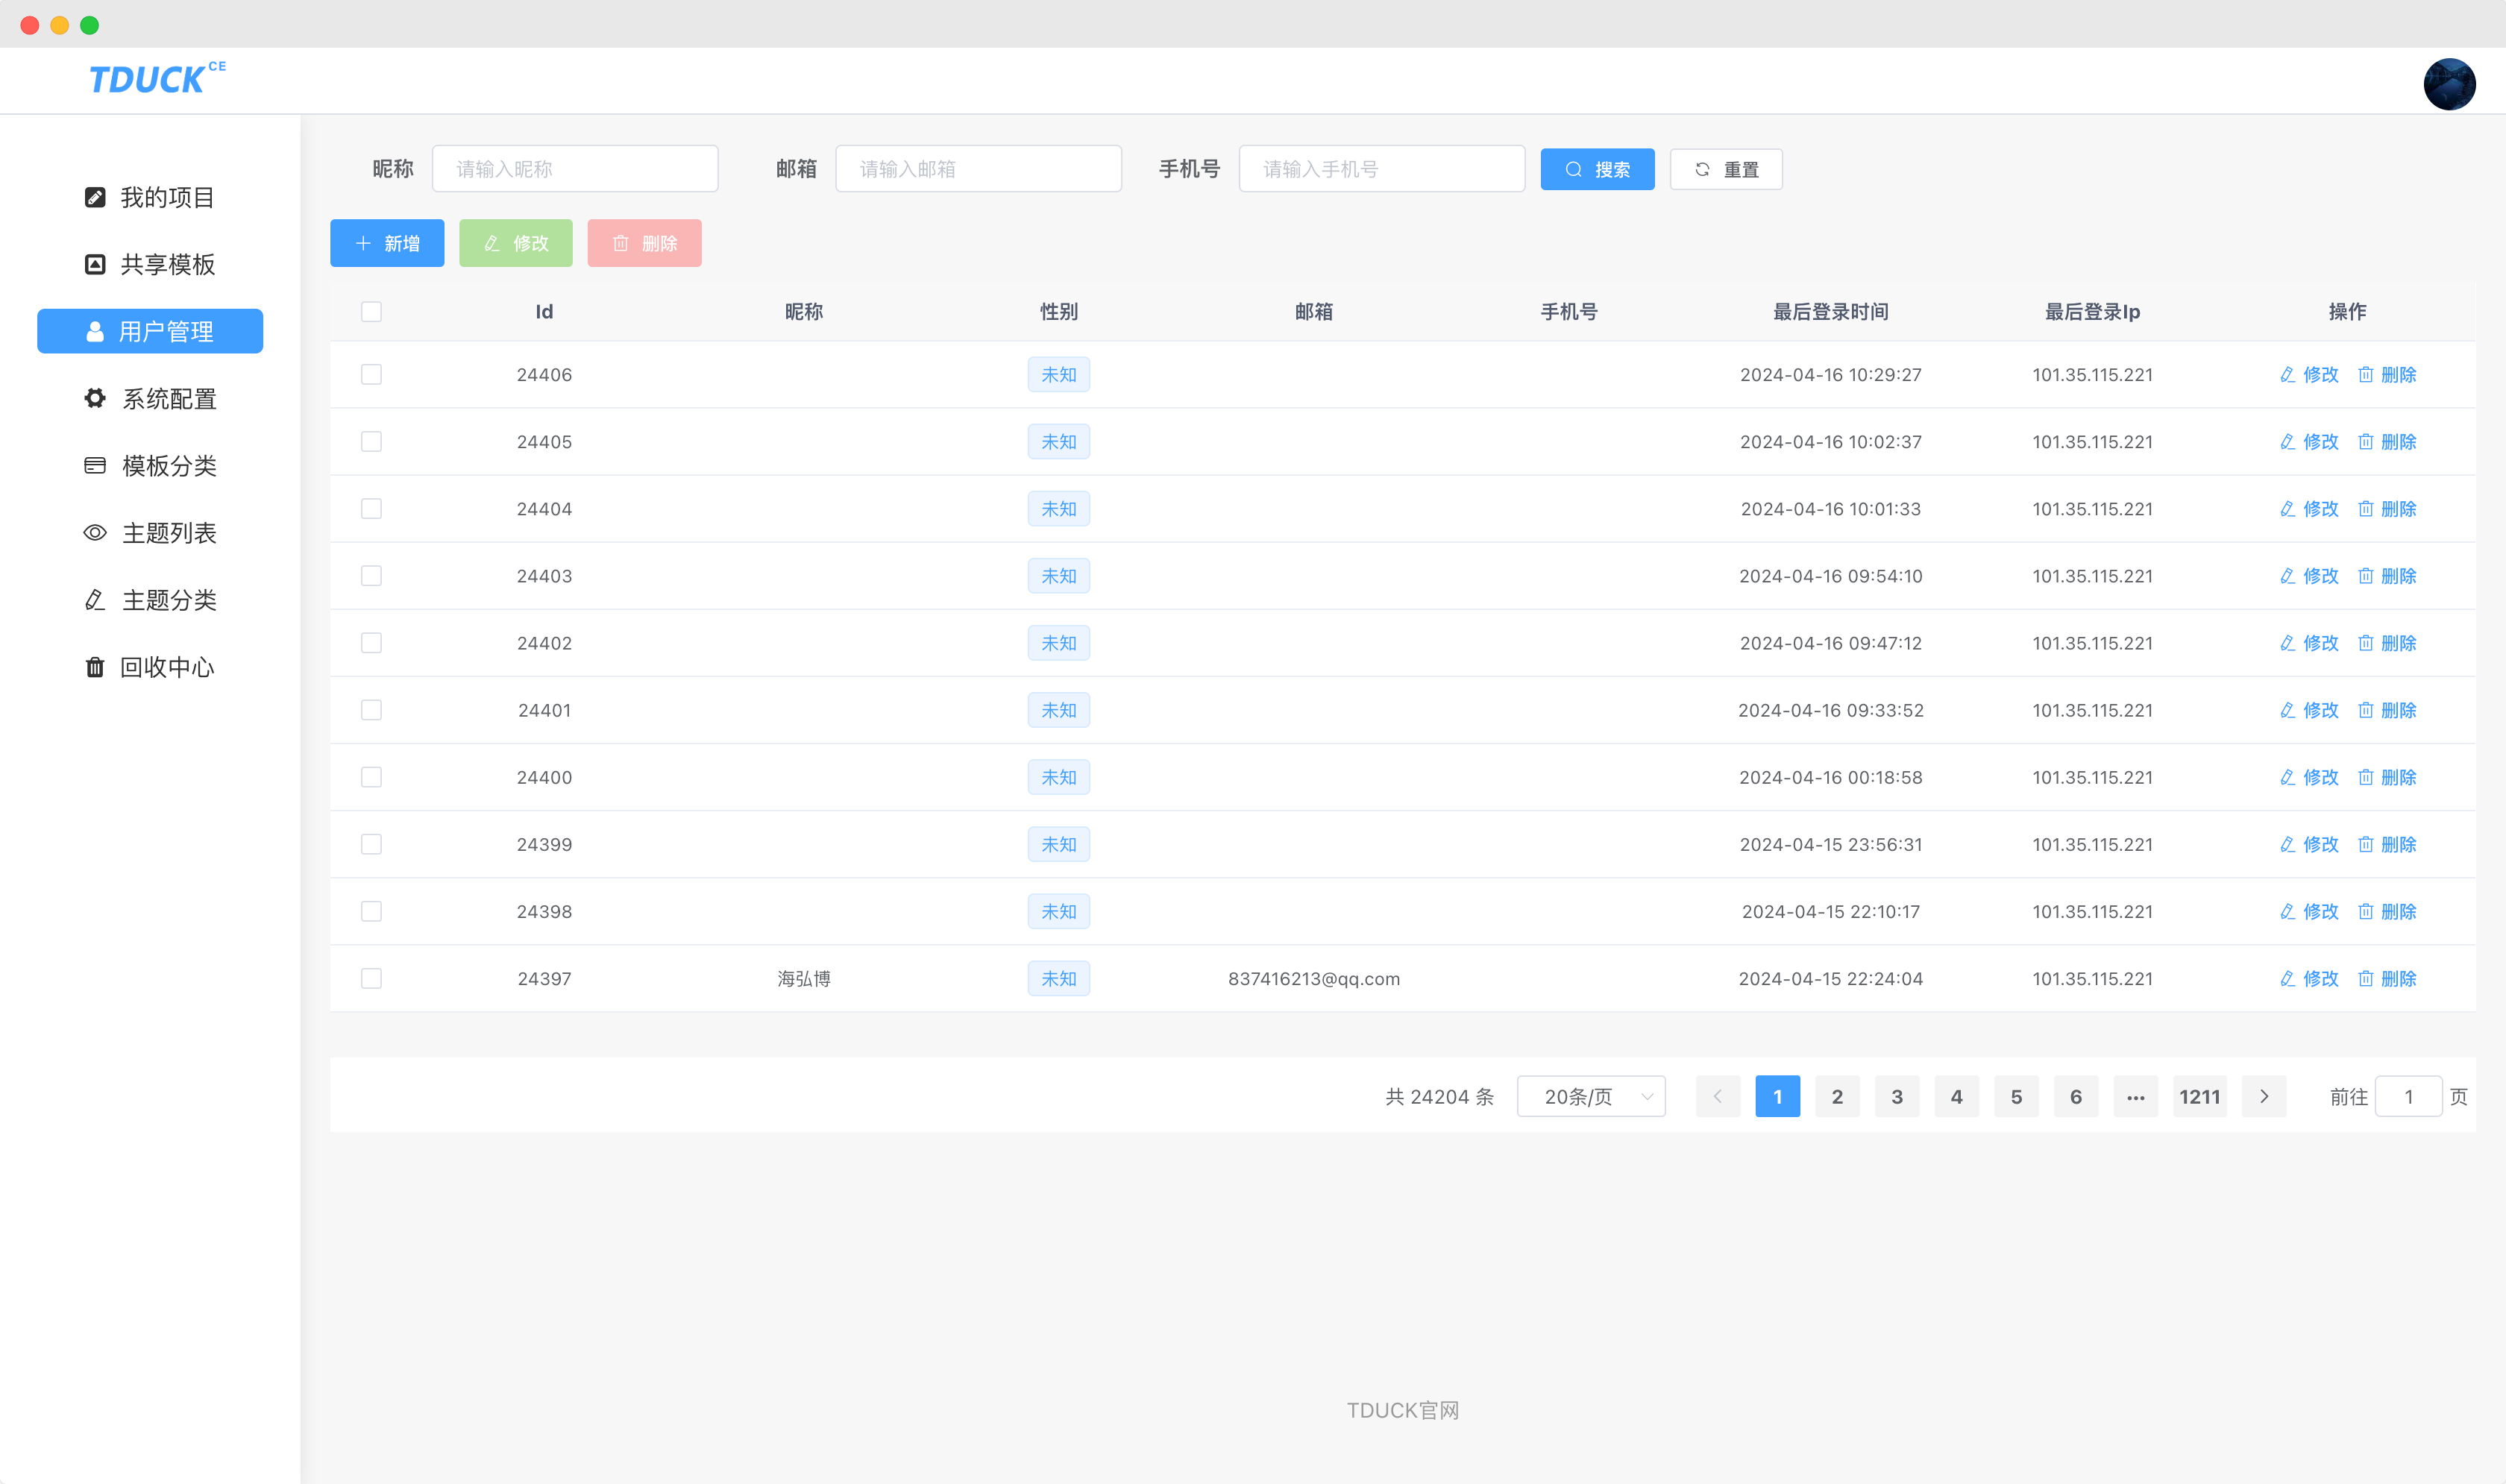 TDUCK CE
我的项目
共享模板
用户管理
系统配置
模板分类
主题列表
主题分类
回收中心
昵称 请输入昵称 邮箱 请输入邮箱 手机号 请输入手机号 搜索 重置
新增 修改 删除
Id 昵称 性别 邮箱 手机号 最后登录时间 最后登录Ip 操作
24406 未知 2024-04-16 10:29:27 101.35.115.221 修改 删除
24405 未知 2024-04-16 10:02:37 101.35.115.221 修改 删除
24404 未知 2024-04-16 10:01:33 101.35.115.221 修改 删除
24403 未知 2024-04-16 09:54:10 101.35.115.221 修改 删除
24402 未知 2024-04-16 09:47:12 101.35.115.221 修改 删除
24401 未知 2024-04-16 09:33:52 101.35.115.221 修改 删除
24400 未知 2024-04-16 00:18:58 101.35.115.221 修改 删除
24399 未知 2024-04-15 23:56:31 101.35.115.221 修改 删除
24398 未知 2024-04-15 22:10:17 101.35.115.221 修改 删除
24397 海弘博 未知 837416213@qq.com 2024-04-15 22:24:04 101.35.115.221 修改 删除
共 24204 条 20条/页 1 2 3 4 5 6 ••• 1211 前往 1 页
TDUCK官网